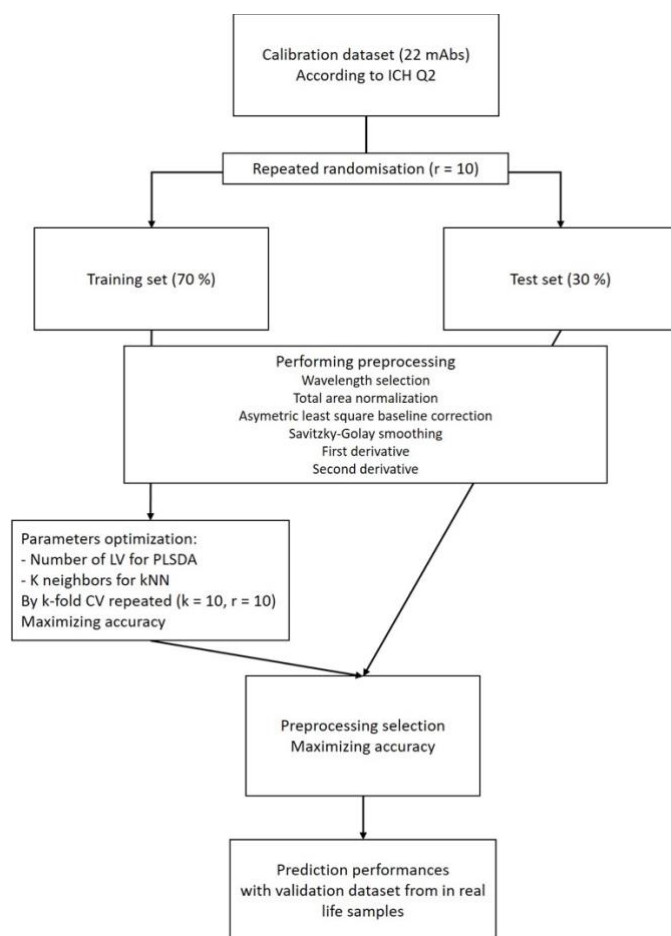 Calibration dataset (22 mAbs)
According to ICH Q2
Repeated randomisation (r = 10)
Training set (70 %)
Test set (30 %)
Performing preprocessing
Wavelength selection
Total area normalization
Asymetric least square baseline correction
Savitzky-Golay smoothing
First derivative
Second derivative
Parameters optimization:
- Number of LV for PLSDA
- K neighbors for kNN
By k-fold CV repeated (k = 10, r = 10)
Maximizing accuracy
Preprocessing selection
Maximizing accuracy
Prediction performances
with validation dataset from in real
life samples